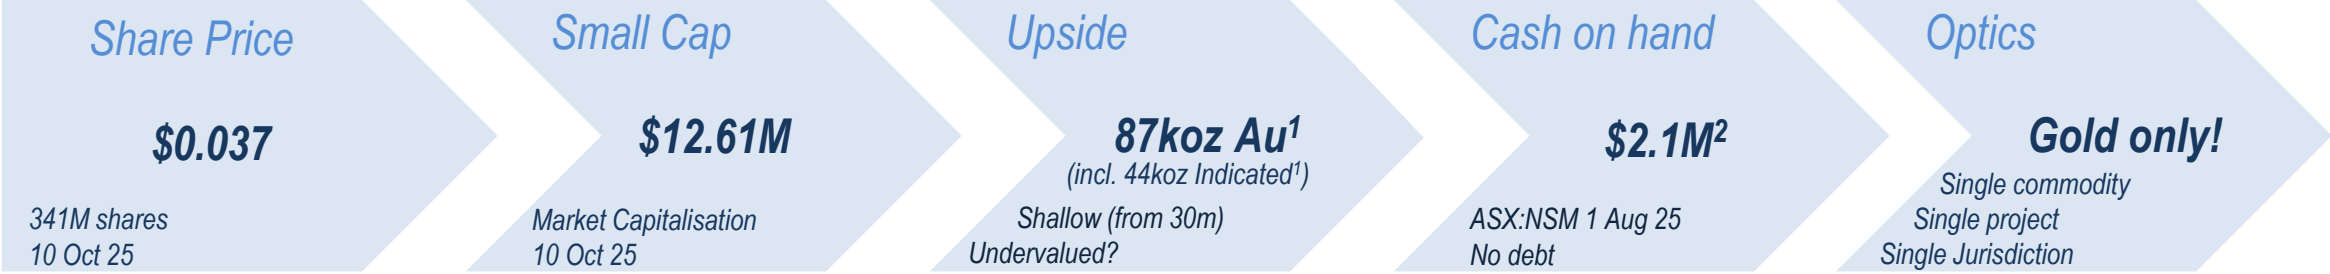 Share Price
$0.037
341M shares
10 Oct 25
Small Cap
$12.61M
Market Capitalisation
10 Oct 25
Upside
87koz Au¹
(incl. 44koz Indicated¹)
Shallow (from 30m)
Undervalued?
Cash on hand
$2.1M²
ASX:NSM 1 Aug 25
No debt
Optics
Gold only!
Single commodity
Single project
Single Jurisdiction